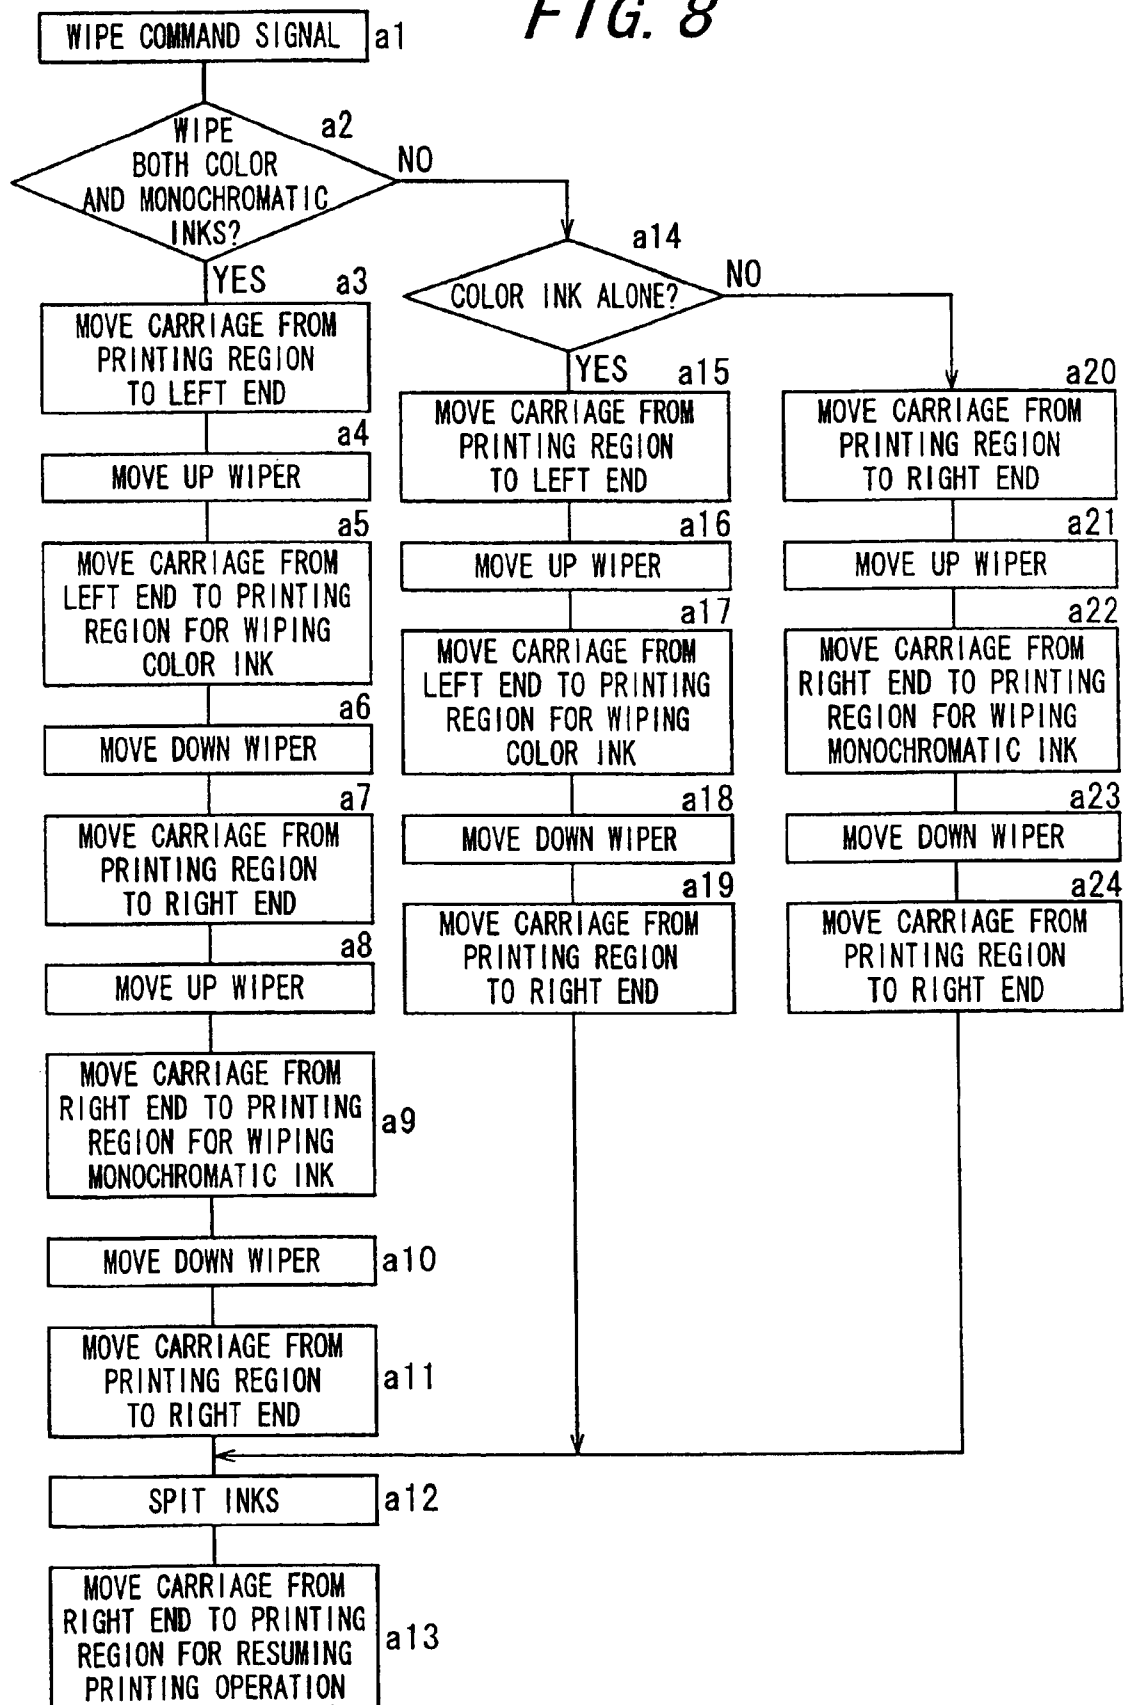 FIG. 8
WIPE COMMAND SIGNAL
a1
a2
WIPE
BOTH COLOR
AND MONOCHROMATIC
INKS?
NO
YES
a3
MOVE CARRIAGE FROM
PRINTING REGION
TO LEFT END
a4
MOVE UP WIPER
a5
MOVE CARRIAGE FROM
LEFT END TO PRINTING
REGION FOR WIPING
COLOR INK
a6
MOVE DOWN WIPER
a7
MOVE CARRIAGE FROM
PRINTING REGION
TO RIGHT END
a8
MOVE UP WIPER
MOVE CARRIAGE FROM
RIGHT END TO PRINTING
REGION FOR WIPING
MONOCHROMATIC INK
a9
MOVE DOWN WIPER
a10
MOVE CARRIAGE FROM
PRINTING REGION
TO RIGHT END
a11
SPIT INKS
a12
MOVE CARRIAGE FROM
RIGHT END TO PRINTING
REGION FOR RESUMING
PRINTING OPERATION
a13
a14
COLOR INK ALONE?
NO
YES
a15
MOVE CARRIAGE FROM
PRINTING REGION
TO LEFT END
a16
MOVE UP WIPER
a17
MOVE CARRIAGE FROM
LEFT END TO PRINTING
REGION FOR WIPING
COLOR INK
a18
MOVE DOWN WIPER
a19
MOVE CARRIAGE FROM
PRINTING REGION
TO RIGHT END
a20
MOVE CARRIAGE FROM
PRINTING REGION
TO RIGHT END
a21
MOVE UP WIPER
a22
MOVE CARRIAGE FROM
RIGHT END TO PRINTING
REGION FOR WIPING
MONOCHROMATIC INK
a23
MOVE DOWN WIPER
a24
MOVE CARRIAGE FROM
PRINTING REGION
TO RIGHT END